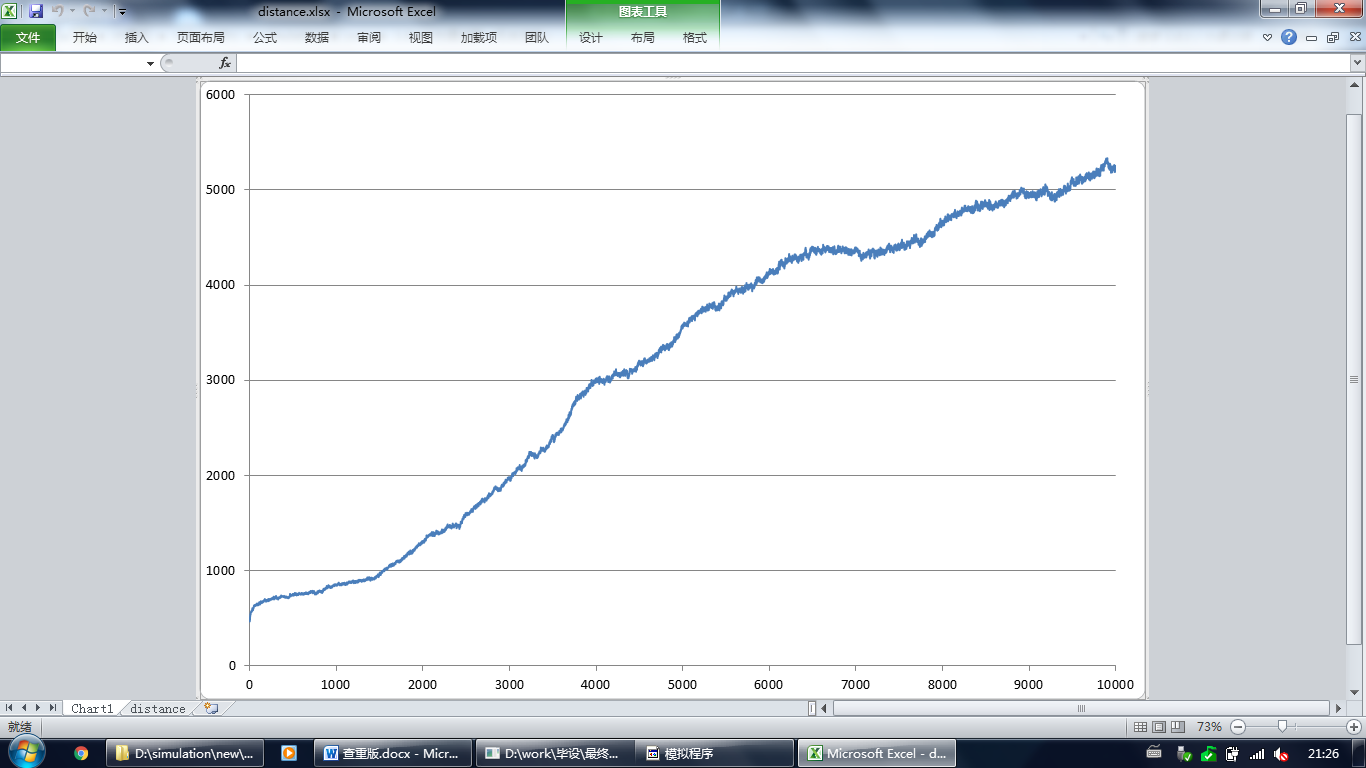 distance.xlsx - Microsoft Excel
图表工具
文件 开始 插入 页面布局 公式 数据 审阅 视图 加载项 团队 设计 布局 格式
fx
6000
5000
4000
3000
2000
1000
0
0 1000 2000 3000 4000 5000 6000 7000 8000 9000 10000
Chart1 distance
就绪
73%
D:\simulation\new\... 查重版.docx - Micr... D:\work\毕设\最终... 模拟程序 Microsoft Excel - d...
21:26